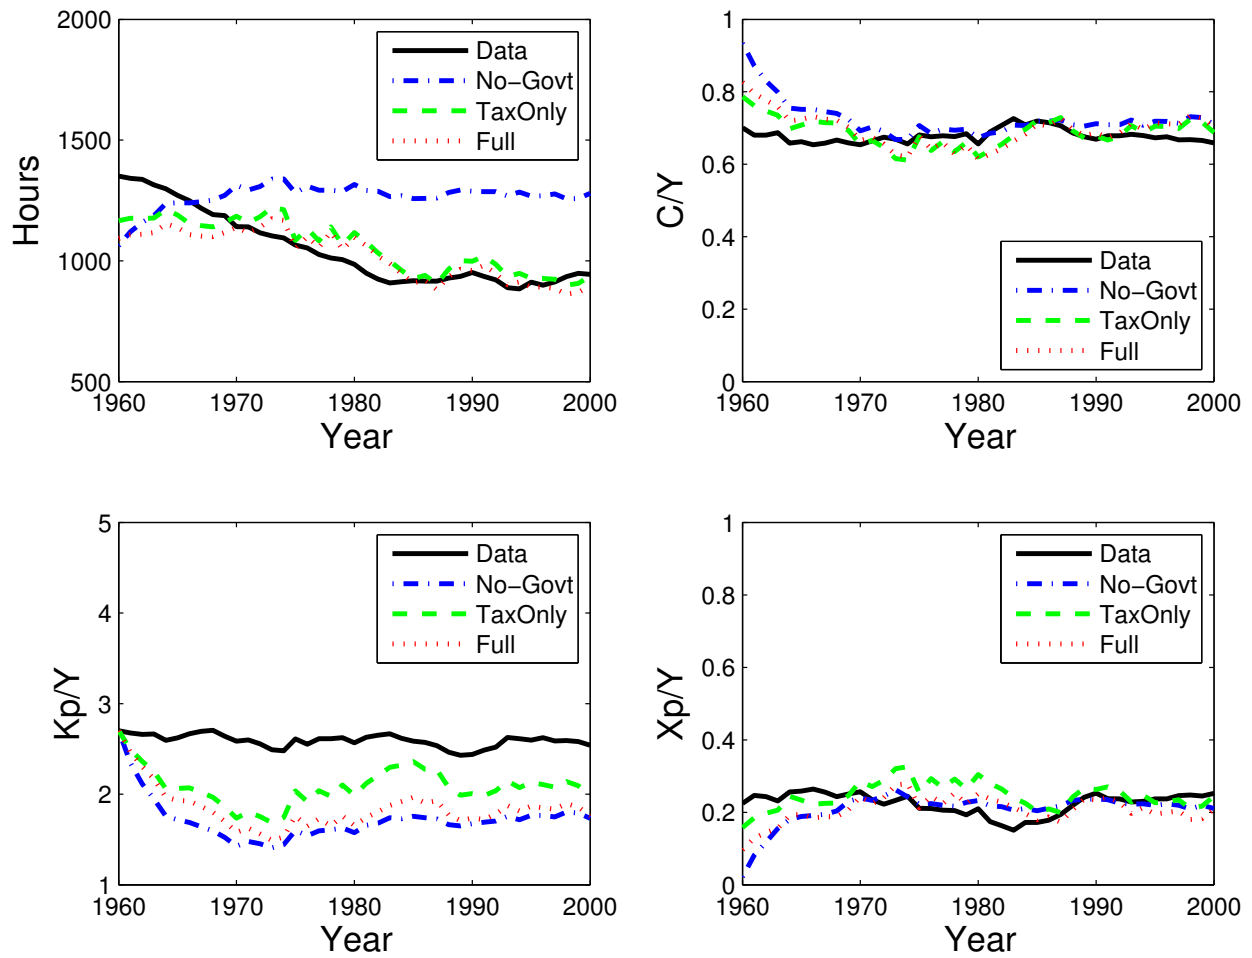 2000
1500
1000
500
Hours
Data
No−Govt
TaxOnly
Full
1960
1970
1980
1990
2000
Year
1
0.8
0.6
0.4
0.2
0
C/Y
Data
No−Govt
TaxOnly
Full
1960
1970
1980
1990
2000
Year
5
4
3
2
1
Kp/Y
Data
No−Govt
TaxOnly
Full
1960
1970
1980
1990
2000
Year
1
0.8
0.6
0.4
0.2
0
Xp/Y
Data
No−Govt
TaxOnly
Full
1960
1970
1980
1990
2000
Year